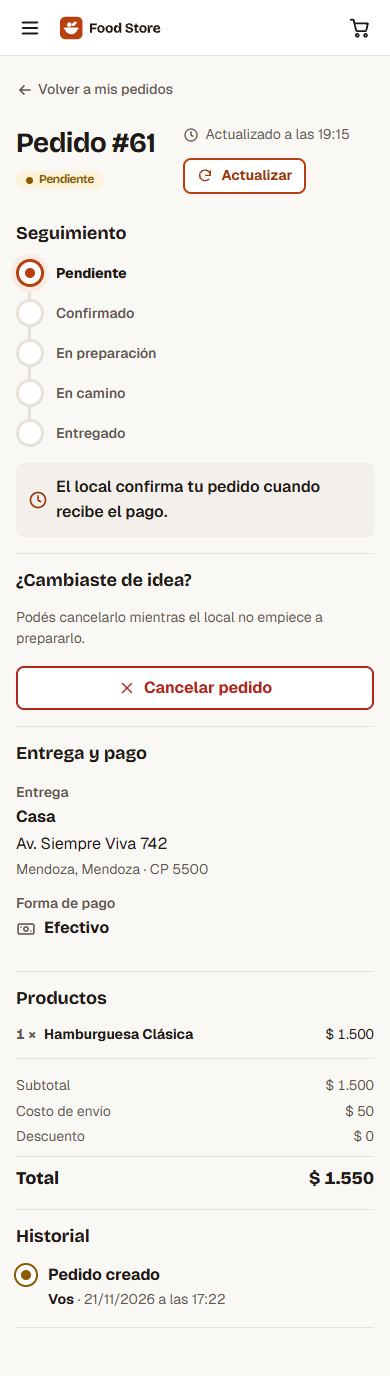 Food Store
Volver a mis pedidos
Pedido #61
Pendiente
Actualizado a las 19:15
Actualizar
Seguimiento
Pendiente
Confirmado
En preparación
En camino
Entregado
El local confirma tu pedido cuando
recibe el pago.
¿Cambiaste de idea?
Podés cancelarlo mientras el local no empiece a
prepararlo.
Cancelar pedido
Entrega y pago
Entrega
Casa
Av. Siempre Viva 742
Mendoza, Mendoza · CP 5500
Forma de pago
Efectivo
Productos
1 × Hamburguesa Clásica $ 1.500
Subtotal $ 1.500
Costo de envío $ 50
Descuento $ 0
Total $ 1.550
Historial
Pedido creado
Vos · 21/11/2026 a las 17:22